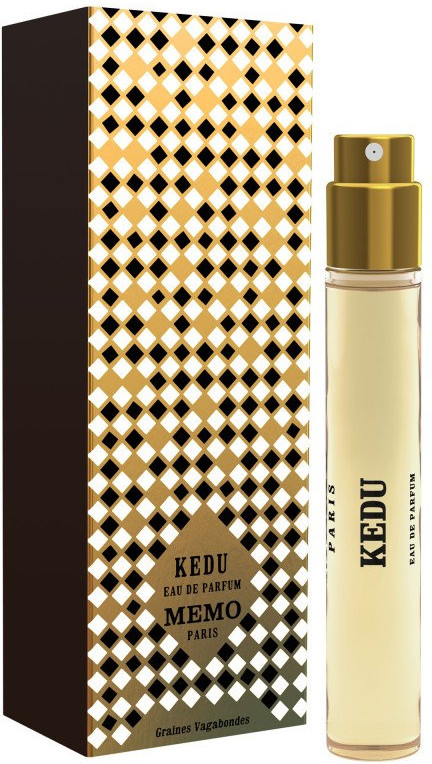 KEDU
EAU DE PARFUM
MEMO
PARIS
Graines Vagabondes
PARIS
KEDU
EAU DE PARFUM